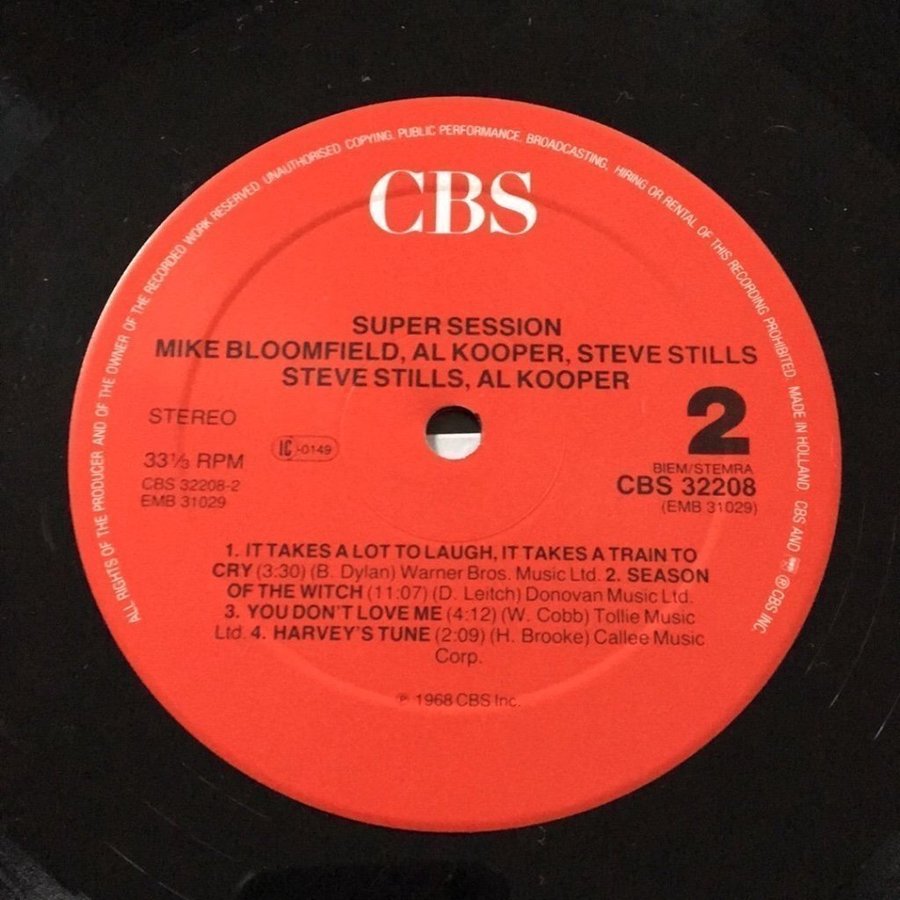 ALL RIGHTS OF THE PRODUCER AND OF THE OWNER OF THE RECORDED WORK RESERVED UNAUTHORISED COPYING, PUBLIC PERFORMANCE, BROADCASTING, HIRING OR RENTAL OF THIS RECORDING PROHIBITED. MADE IN HOLLAND CBS AND ℗ CBS INC.
CBS
SUPER SESSION
MIKE BLOOMFIELD, AL KOOPER, STEVE STILLS
STEVE STILLS, AL KOOPER
STEREO
2
33⅓ RPM
IC -0149
BIEM/STEMRA
CBS 32208-2
CBS 32208
EMB 31029
(EMB 31029)
1. IT TAKES A LOT TO LAUGH, IT TAKES A TRAIN TO
CRY (3:30) (B. Dylan) Warner Bros. Music Ltd. 2. SEASON
OF THE WITCH (11:07) (D. Leitch) Donovan Music Ltd.
3. YOU DON'T LOVE ME (4:12) (W. Cobb) Tollie Music
Ltd. 4. HARVEY'S TUNE (2:09) (H. Brooke) Callee Music
Corp.
℗ 1968 CBS Inc.